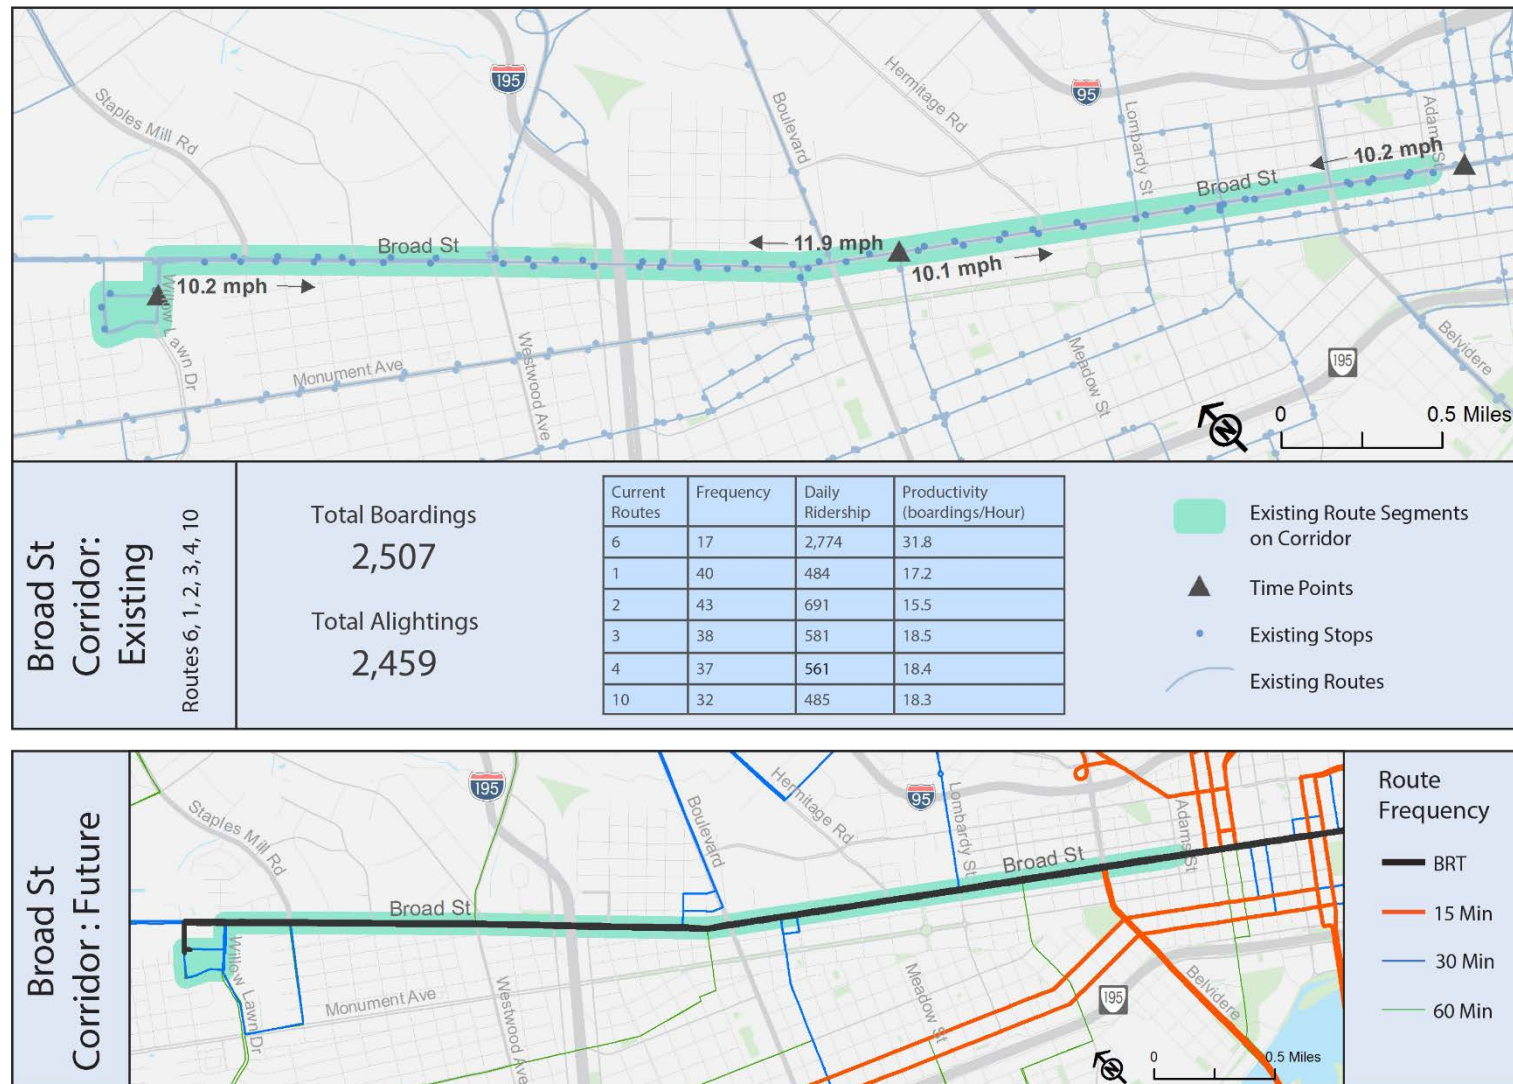 195
Staples Mill Rd
Boulevard
Hermitage Rd
95
Lombardy St
Adams St
10.2 mph
Broad St
Broad St
11.9 mph
10.1 mph
10.2 mph
Willow Lawn Dr
Monument Ave
Westwood Ave
Meadow St
195
Belvidere
N
0 0.5 Miles
Broad St
Corridor:
Existing
Routes 6, 1, 2, 3, 4, 10
Total Boardings
2,507
Total Alightings
2,459
Current Routes Frequency Daily Ridership Productivity (boardings/Hour)
6 17 2,774 31.8
1 40 484 17.2
2 43 691 15.5
3 38 581 18.5
4 37 561 18.4
10 32 485 18.3
Existing Route Segments
on Corridor
Time Points
Existing Stops
Existing Routes
Broad St
Corridor : Future
195
Staples Mill Rd
Boulevard
Hermitage Rd
95
Lombardy St
Adams St
Broad St
Broad St
Willow Lawn Dr
Monument Ave
Westwood Ave
Meadow St
195
Belvidere
N
0 0.5 Miles
Route
Frequency
BRT
15 Min
30 Min
60 Min